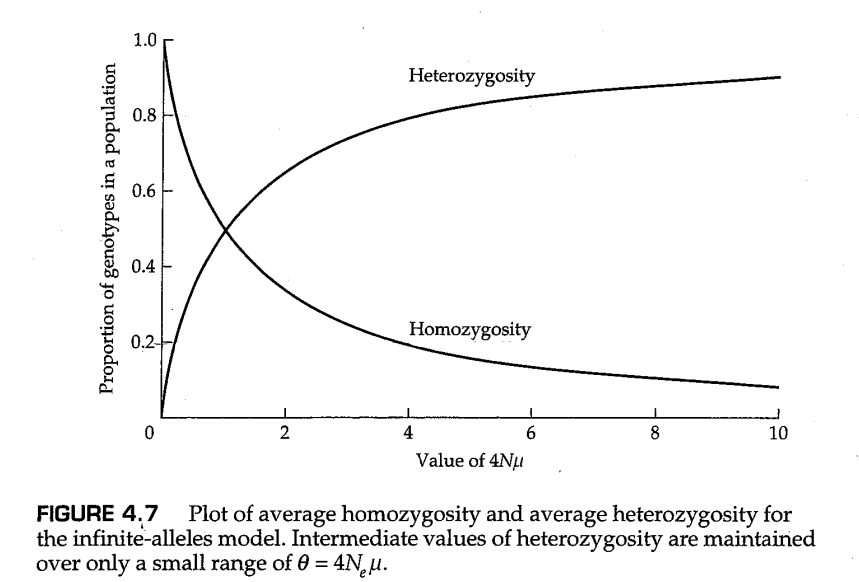 Proportion of genotypes in a population
1.0
0.8
0.6
0.4
0.2
Heterozygosity
Homozygosity
0 2 4 6 8 10
Value of 4Nμ
FIGURE 4.7 Plot of average homozygosity and average heterozygosity for
the infinite-alleles model. Intermediate values of heterozygosity are maintained
over only a small range of θ = 4Nₑμ.